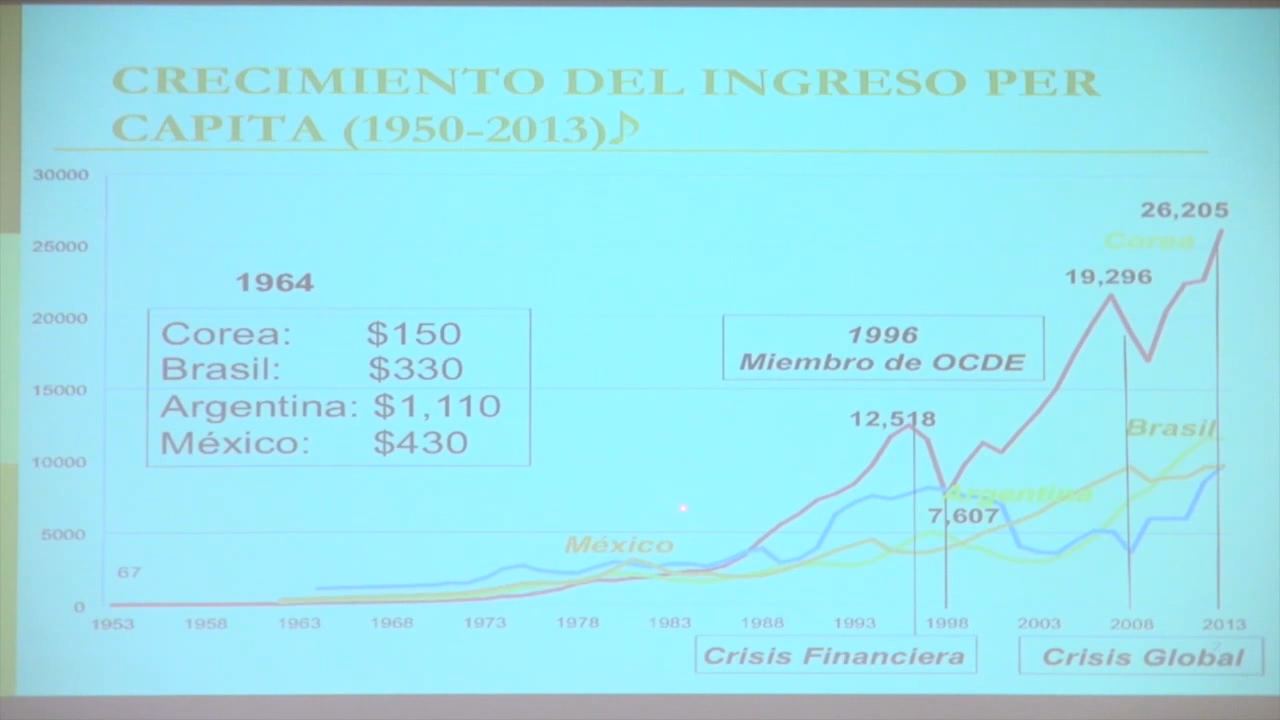 CRECIMIENTO DEL INGRESO PER
CAPITA (1950-2013)♪
30000
25000
20000
15000
10000
5000
0
1964
Corea: $150
Brasil: $330
Argentina: $1,110
México: $430
1996
Miembro de OCDE
26,205
Corea
19,296
12,518
Brasil
Argentina
7,607
México
67
1953 1958 1963 1968 1973 1978 1983 1988 1993 1998 2003 2008 2013
Crisis Financiera
Crisis Global